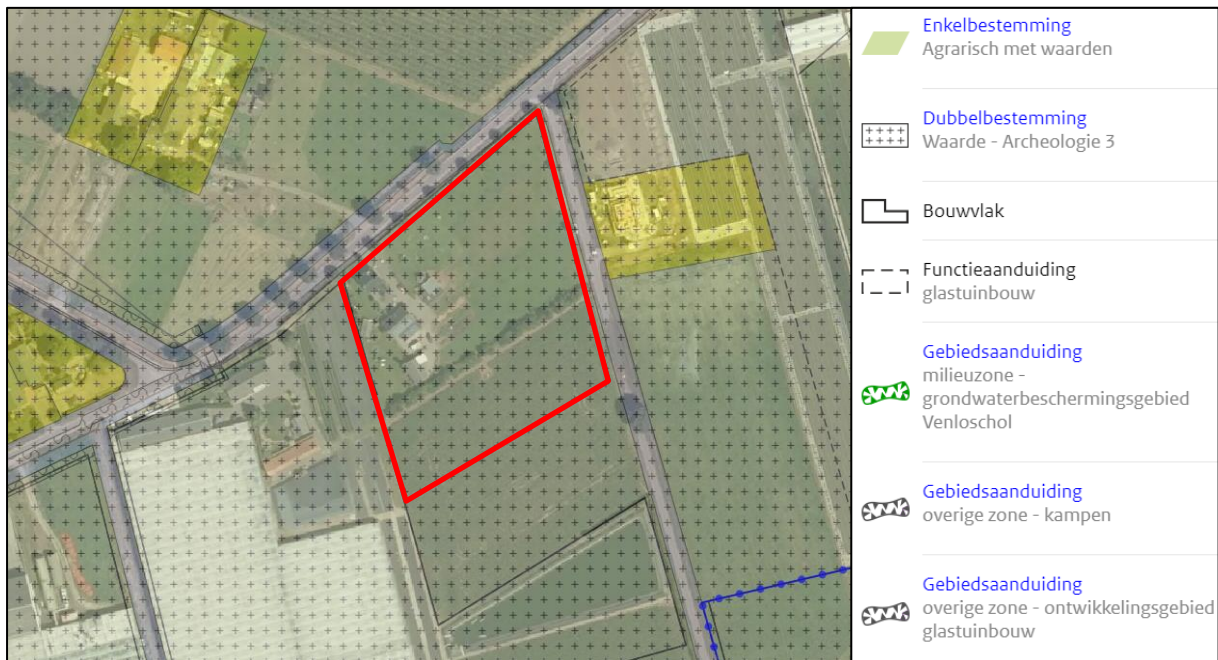 Enkelbestemming
Agrarisch met waarden
Dubbelbestemming
Waarde - Archeologie 3
Bouwvlak
Functieaanduiding
glastuinbouw
Gebiedsaanduiding
milieuzone -
grondwaterbeschermingsgebied
Venloschol
Gebiedsaanduiding
overige zone - kampen
Gebiedsaanduiding
overige zone - ontwikkelingsgebied
glastuinbouw